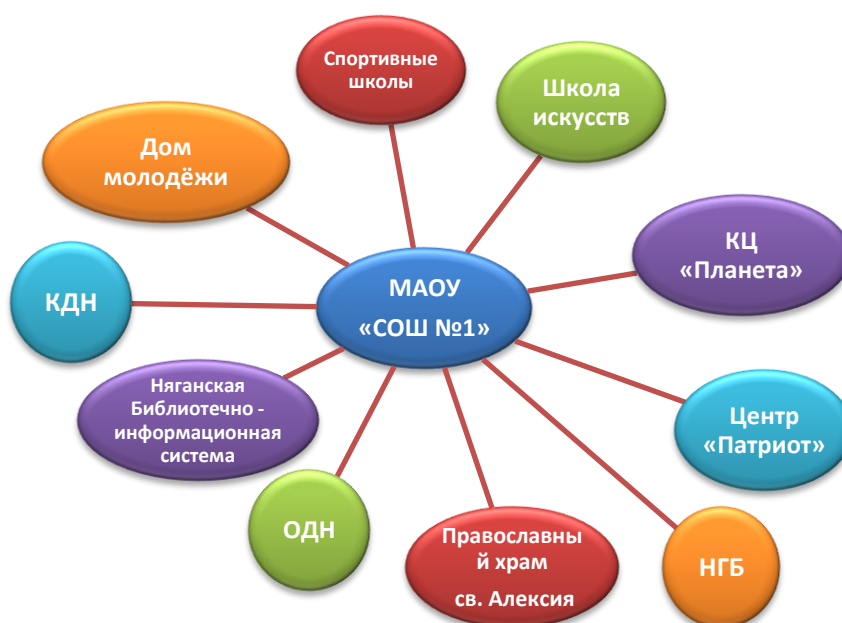 Спортивные
школы
Школа
искусств
Дом
молодёжи
КЦ
«Планета»
МАОУ
«СОШ №1»
КДН
Няганская
Библиотечно -
информационная
система
Центр
«Патриот»
ОДН
Православны
й храм
св. Алексия
НГБ